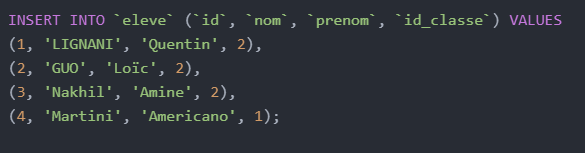 INSERT INTO `eleve` (`id`, `nom`, `prenom`, `id_classe`) VALUES
(1, 'LIGNANI', 'Quentin', 2),
(2, 'GUO', 'Loïc', 2),
(3, 'Nakhil', 'Amine', 2),
(4, 'Martini', 'Americano', 1);